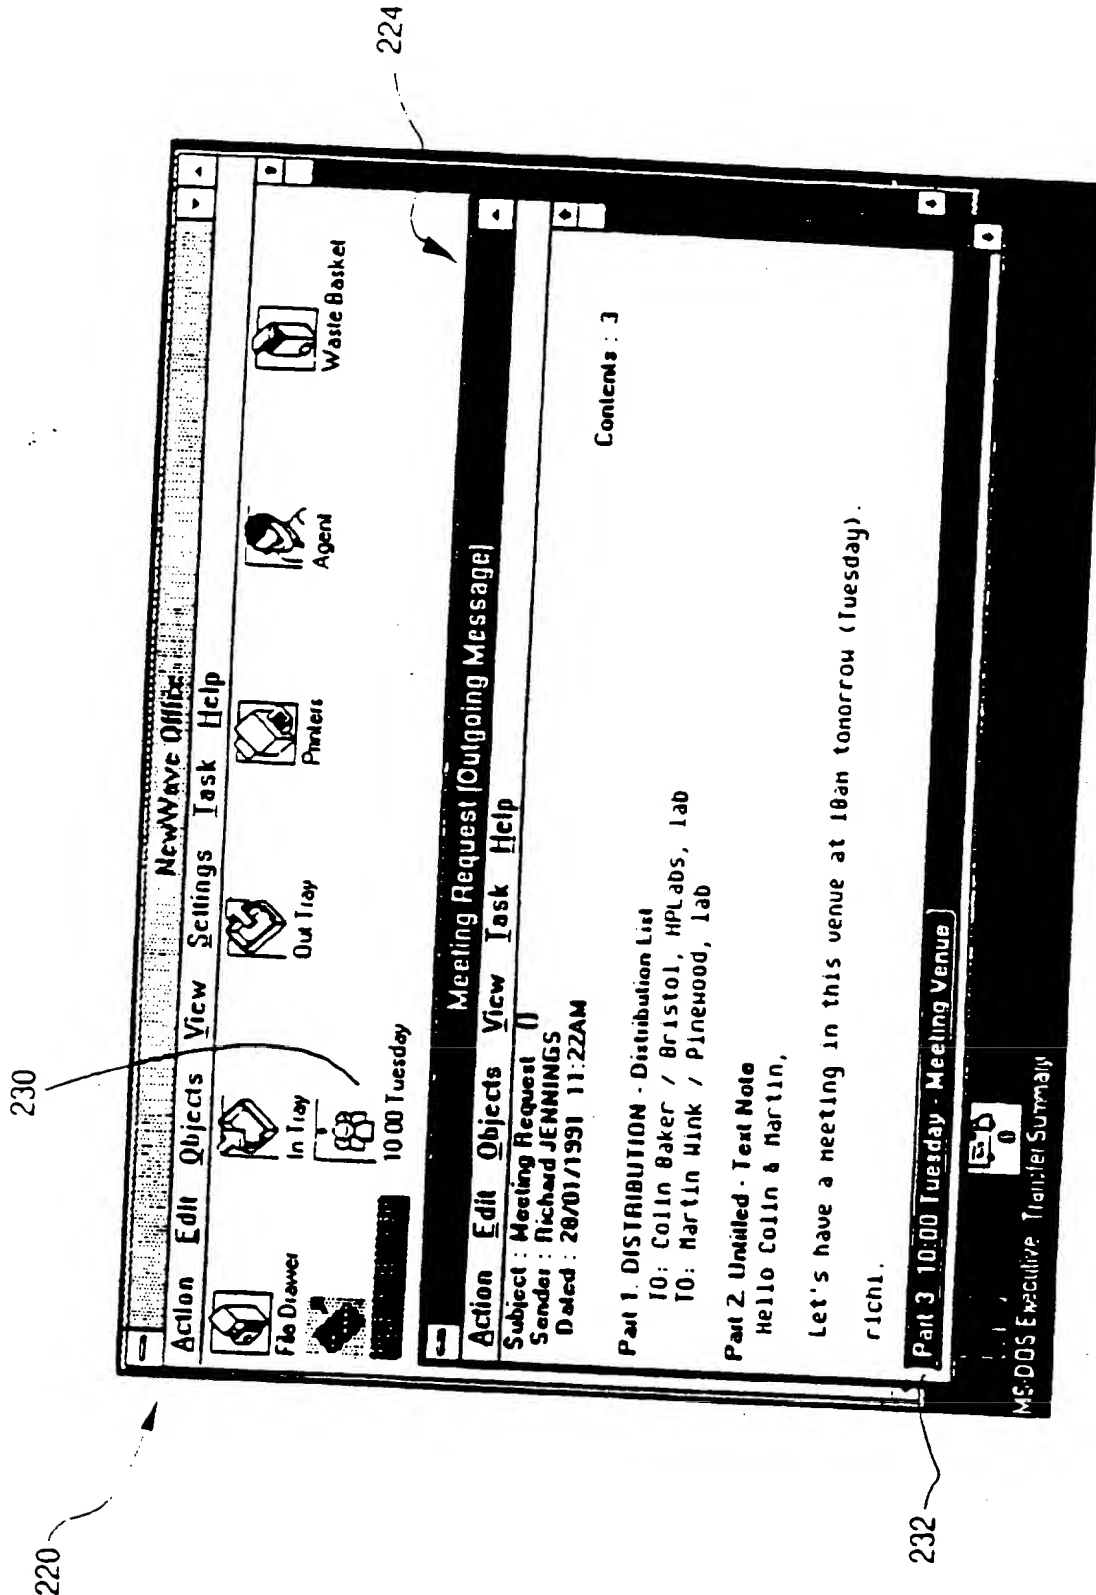 220
230
224
NewWave Office
Action Edit Objects View Settings Task Help
File Drawer
In Tray
Out Tray
Printers
Agent
Waste Basket
10:00 Tuesday
Meeting Request [Outgoing Message]
Action Edit Objects View Task Help
Subject : Meeting Request ()
Sender : Richard JENNINGS
Dated : 28/01/1991 11:22AM
Contents : 3
Part 1. DISTRIBUTION - Distribution List
TO: Colin Baker / Bristol, HPLabs, lab
TO: Martin Wink / Pinewood, lab
Part 2. Untitled - Text Note
Hello Colin & Martin,
Let's have a meeting in this venue at 10am tomorrow (Tuesday).
richi.
Part 3 10:00 Tuesday - Meeting Venue
232
MS-DOS Executive Transfer Summary
0